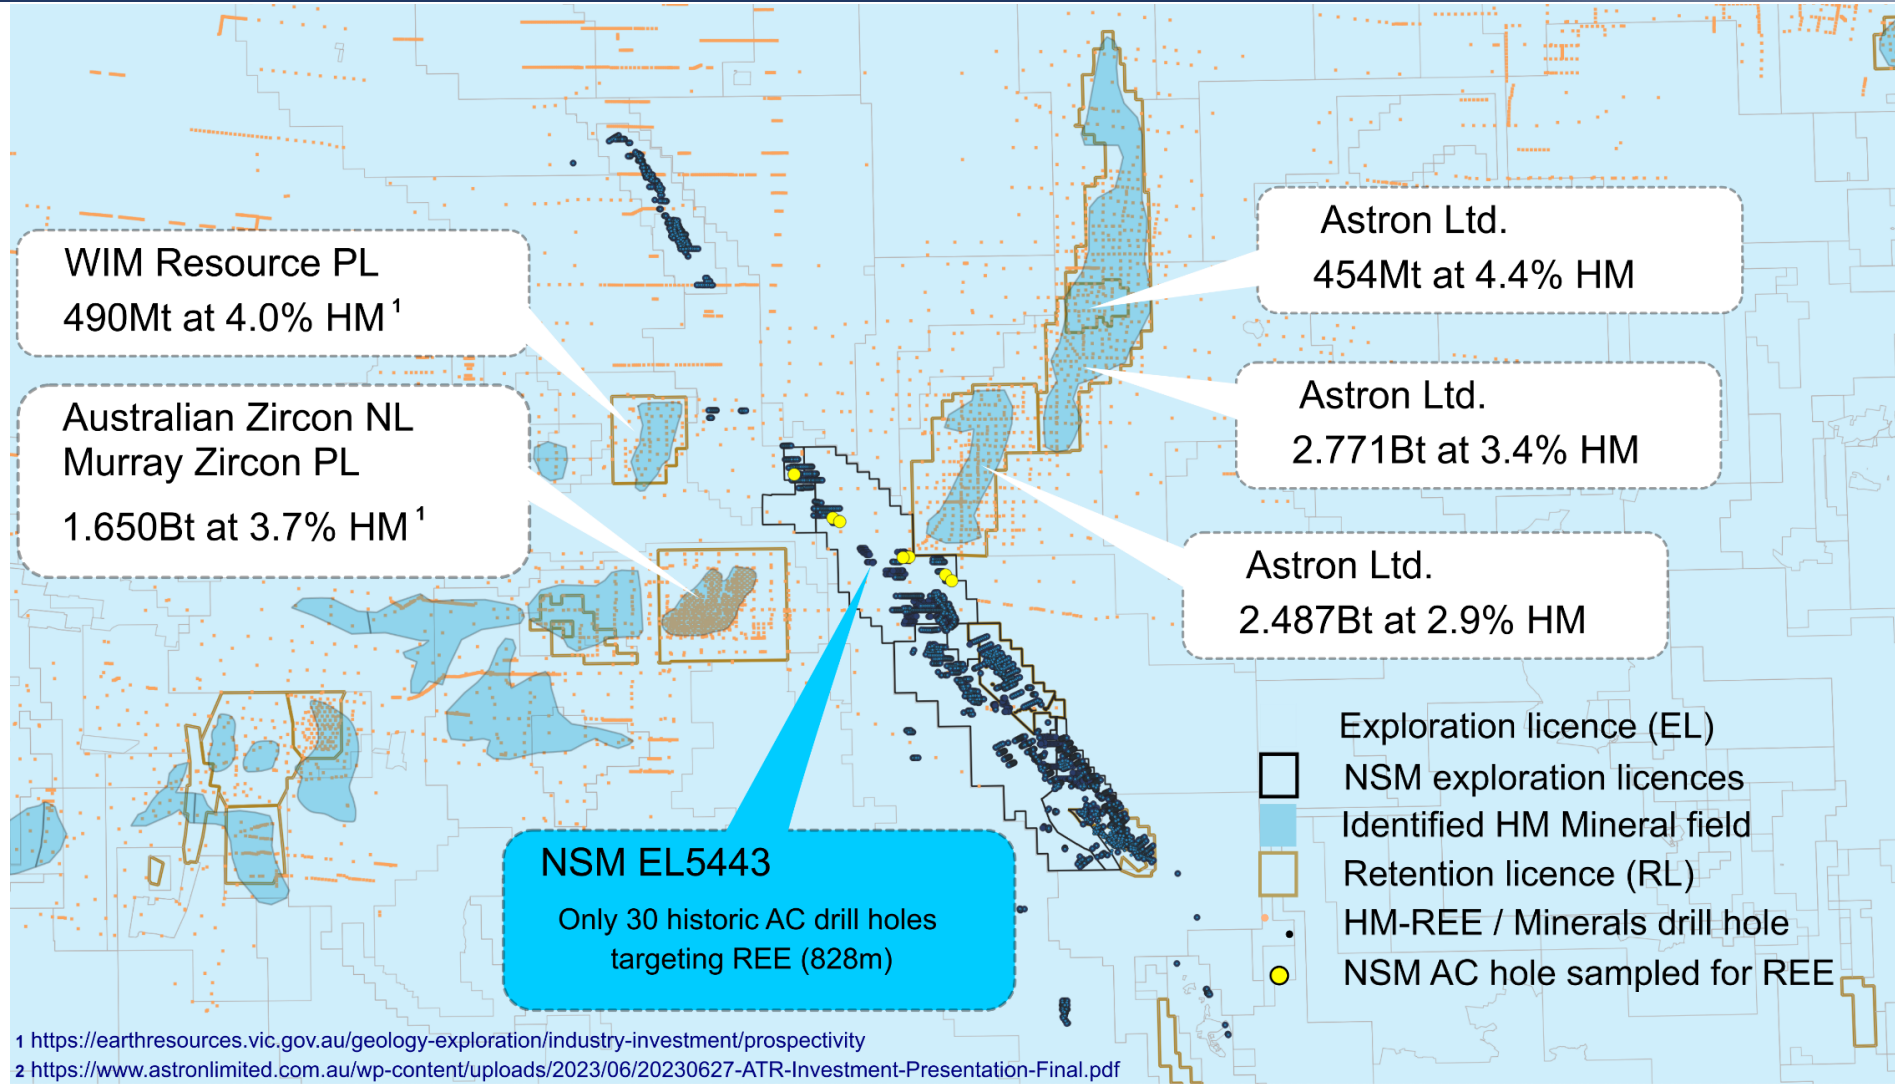 WIM Resource PL
490Mt at 4.0% HM 1
Australian Zircon NL
Murray Zircon PL
1.650Bt at 3.7% HM 1
Astron Ltd.
454Mt at 4.4% HM
Astron Ltd.
2.771Bt at 3.4% HM
Astron Ltd.
2.487Bt at 2.9% HM
NSM EL5443
Only 30 historic AC drill holes
targeting REE (828m)
Exploration licence (EL)
NSM exploration licences
Identified HM Mineral field
Retention licence (RL)
HM-REE / Minerals drill hole
NSM AC hole sampled for REE
1 https://earthresources.vic.gov.au/geology-exploration/industry-investment/prospectivity
2 https://www.astronlimited.com.au/wp-content/uploads/2023/06/20230627-ATR-Investment-Presentation-Final.pdf